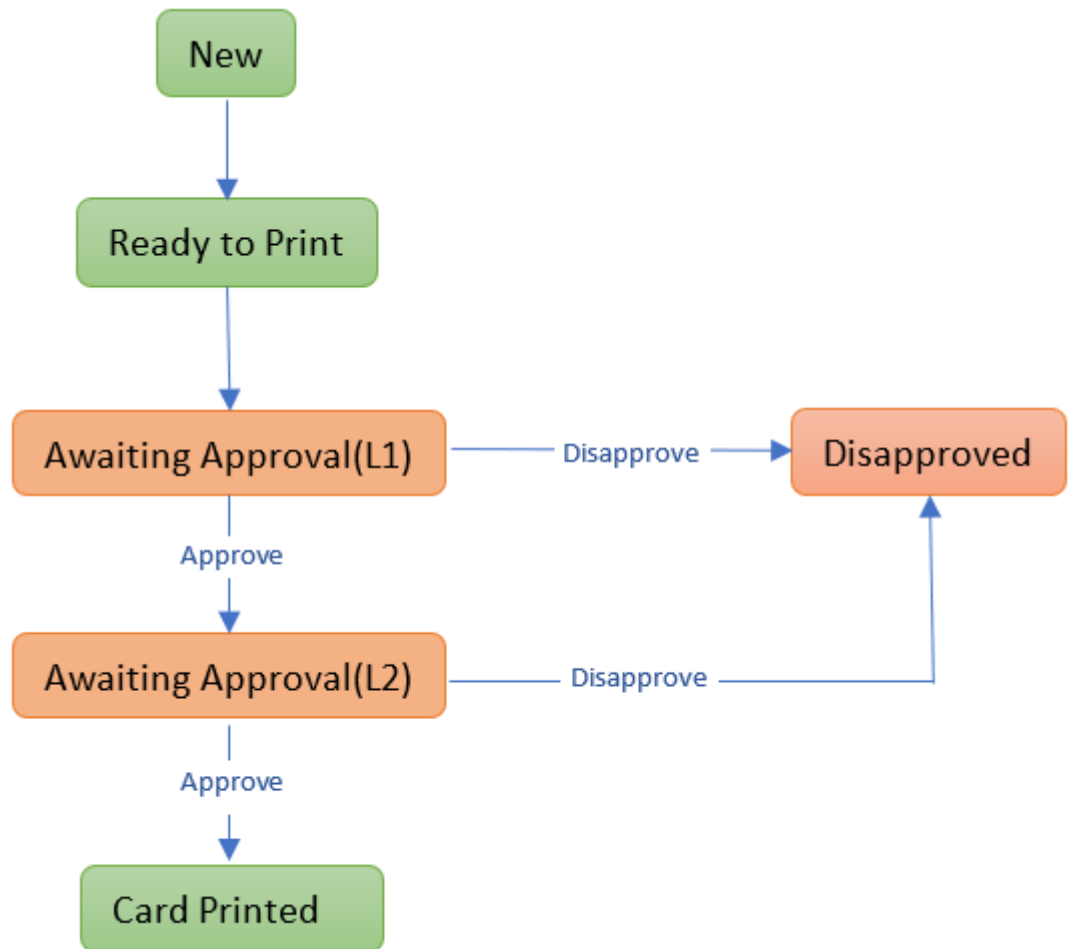 New
Ready to Print
Awaiting Approval(L1)
Disapprove
Disapproved
Approve
Awaiting Approval(L2)
Disapprove
Approve
Card Printed